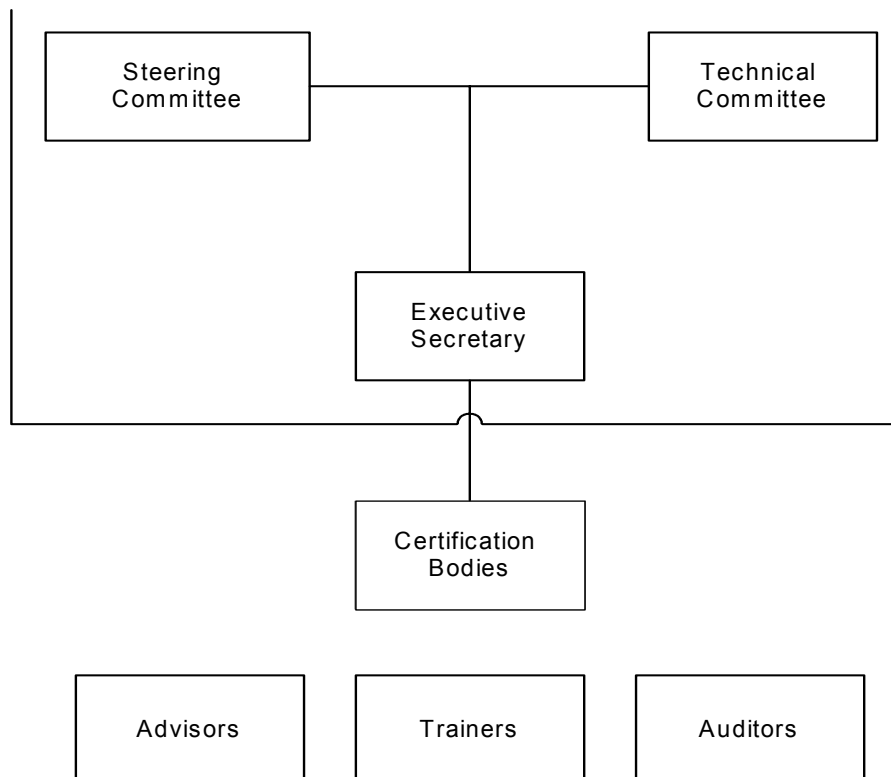 Steering
Committee
Technical
Committee
Executive
Secretary
Certification
Bodies
Advisors
Trainers
Auditors